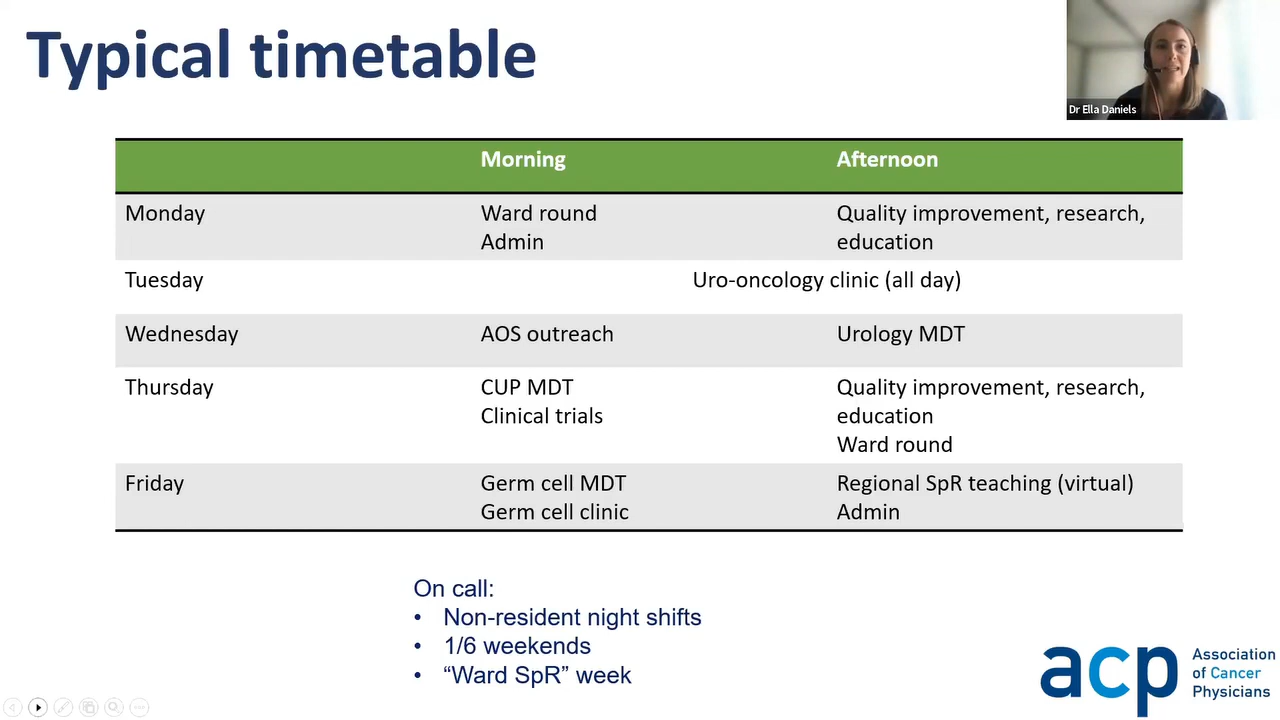 Typical timetable
Dr Ella Daniels
Morning Afternoon
Monday Ward round Quality improvement, research,
Admin education
Tuesday Uro-oncology clinic (all day)
Wednesday AOS outreach Urology MDT
Thursday CUP MDT Quality improvement, research,
Clinical trials education
Ward round
Friday Germ cell MDT Regional SpR teaching (virtual)
Germ cell clinic Admin
On call:
• Non-resident night shifts
• 1/6 weekends
• “Ward SpR” week
acp Association
of Cancer
Physicians